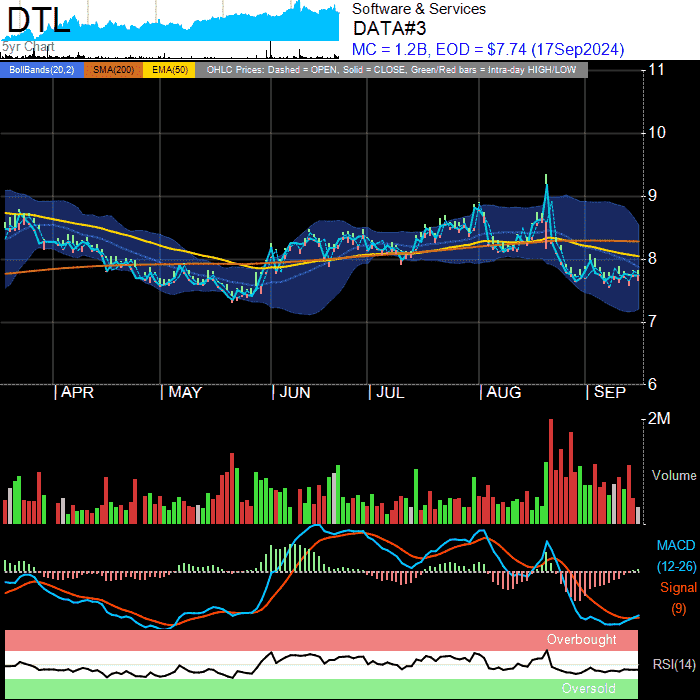 DTL
5yr Chart
Software & Services
DATA#3
MC = 1.2B, EOD = $7.74 (17Sep2024)
BollBands(20,2) SMA(200) EMA(50) OHLC Prices: Dashed = OPEN, Solid = CLOSE, Green/Red bars = Intra-day HIGH/LOW
11
10
9
8
7
6
APR MAY JUN JUL AUG SEP
2M
Volume
MACD
(12-26)
Signal
(9)
Overbought
RSI(14)
Oversold